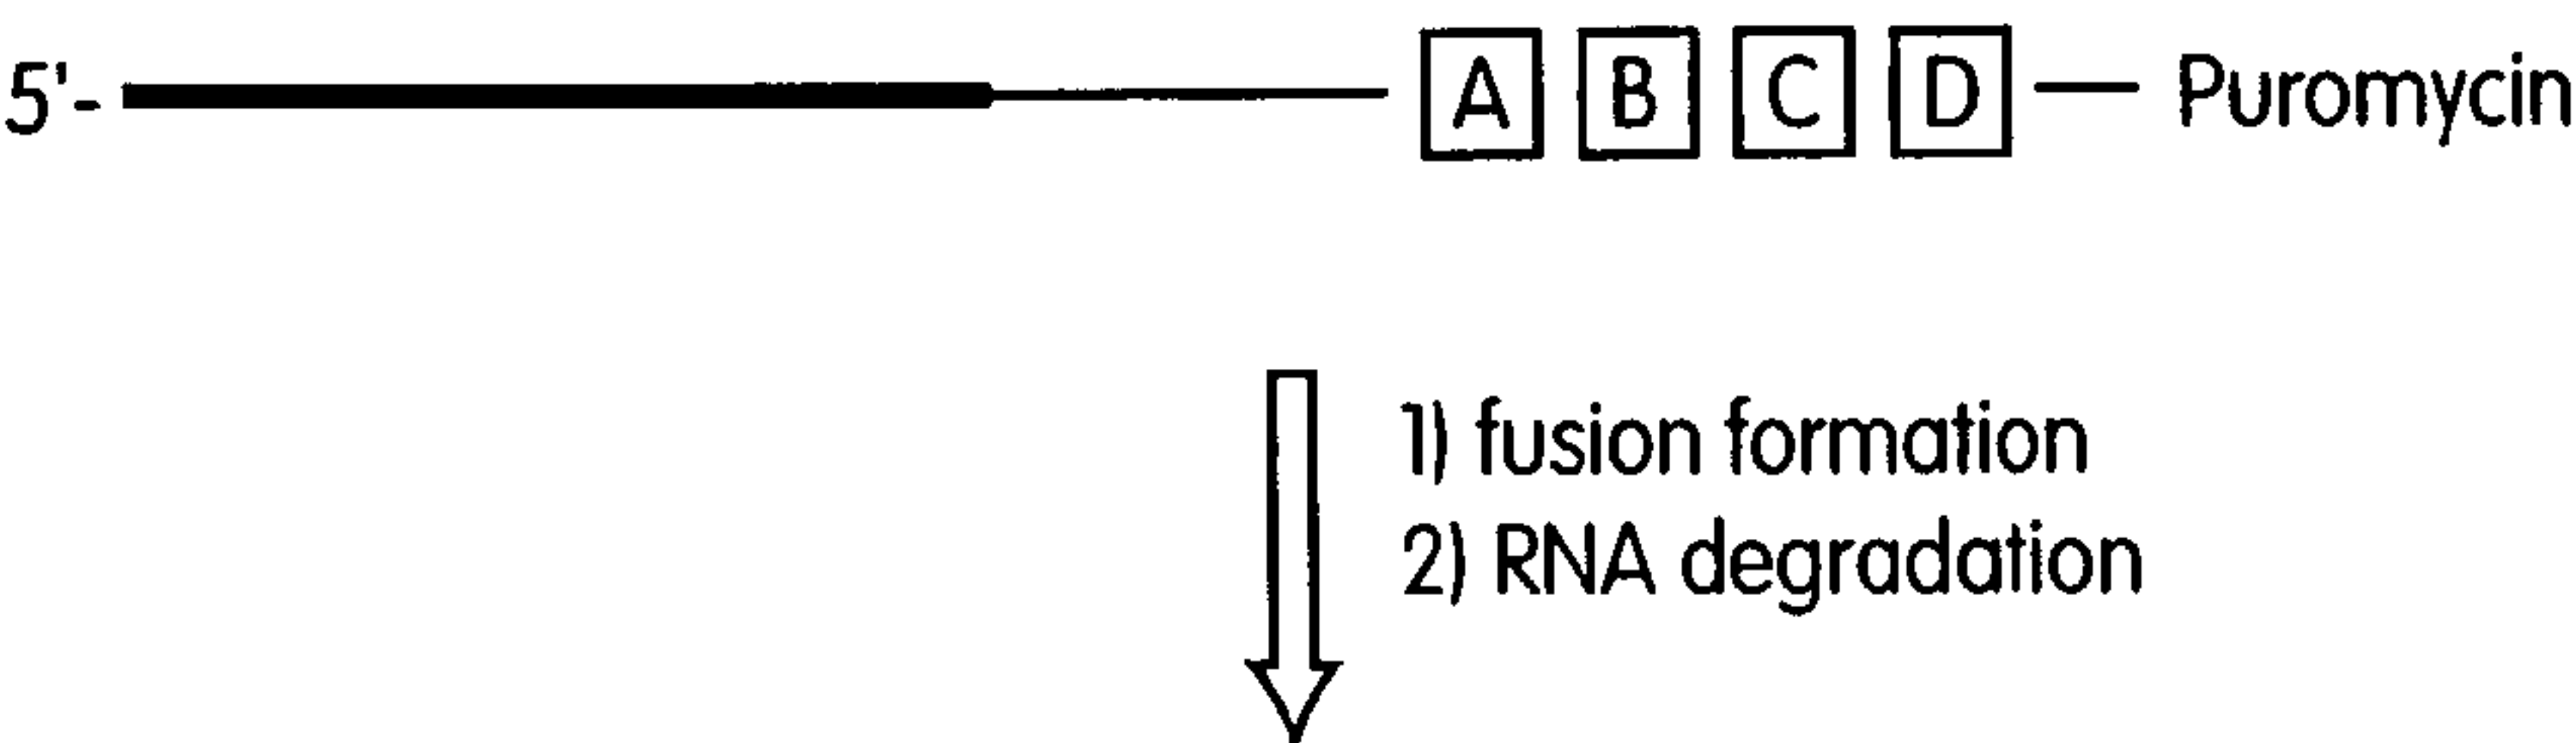 5'- A B C D — Puromycin
1) fusion formation
2) RNA degradation